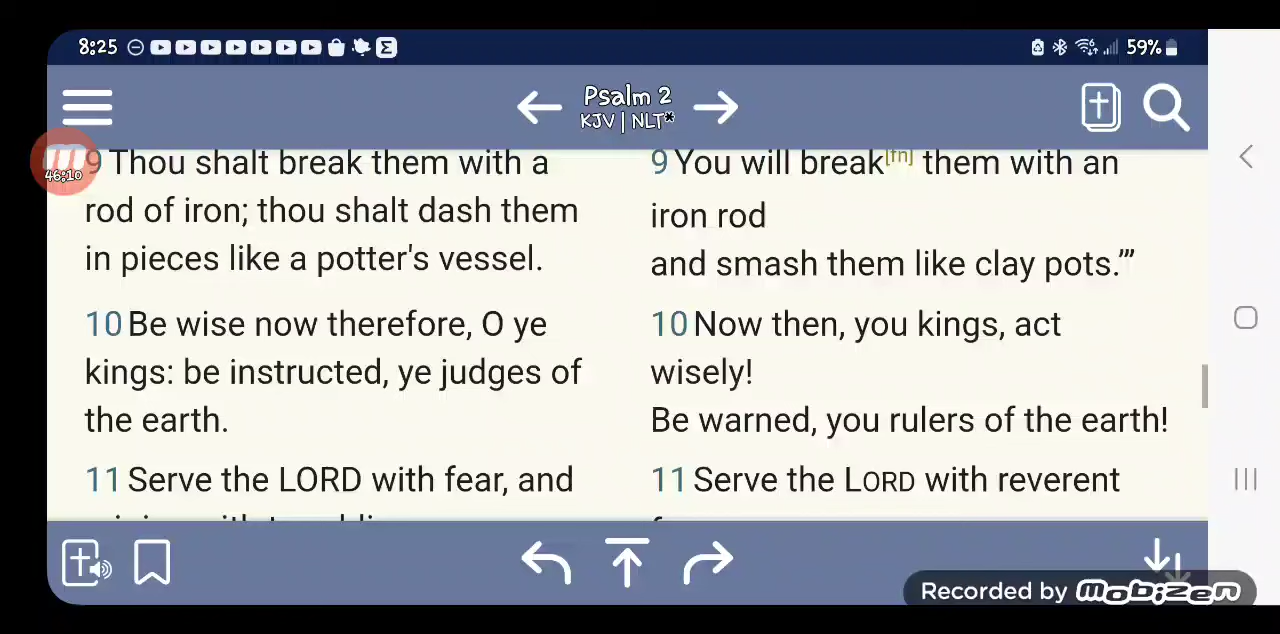 8:25
59%
Psalm 2
KJV | NLT*
46:10
9 Thou shalt break them with a
rod of iron; thou shalt dash them
in pieces like a potter's vessel.
10 Be wise now therefore, O ye
kings: be instructed, ye judges of
the earth.
11 Serve the LORD with fear, and
9 You will break[fn] them with an
iron rod
and smash them like clay pots.’”
10 Now then, you kings, act
wisely!
Be warned, you rulers of the earth!
11 Serve the LORD with reverent
Recorded by Mobizen